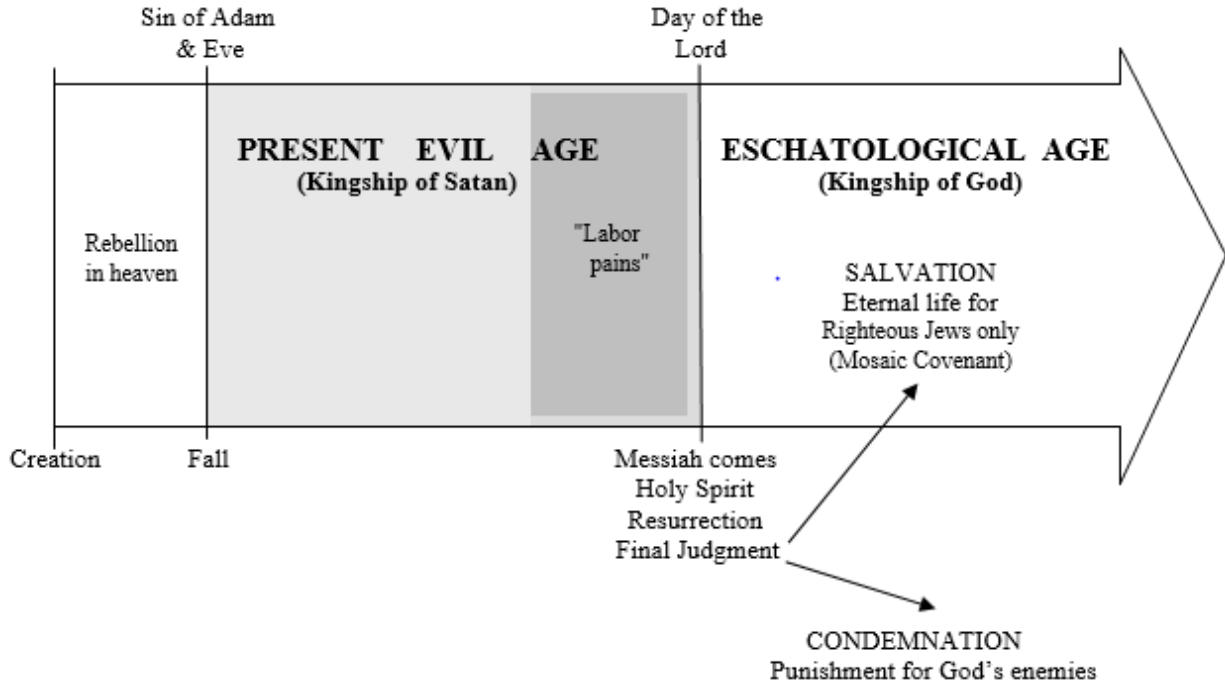 Sin of Adam
& Eve
Day of the
Lord
PRESENT EVIL AGE
(Kingship of Satan)
ESCHATOLOGICAL AGE
(Kingship of God)
Rebellion
in heaven
"Labor
pains"
SALVATION
Eternal life for
Righteous Jews only
(Mosaic Covenant)
Creation
Fall
Messiah comes
Holy Spirit
Resurrection
Final Judgment
CONDEMNATION
Punishment for God’s enemies